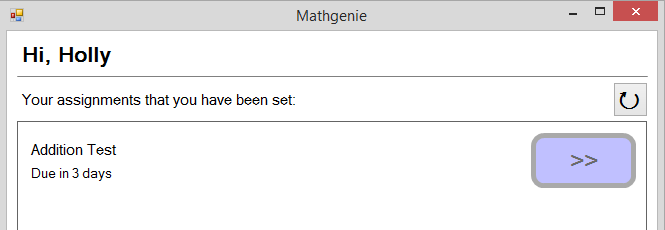 Mathgenie
Hi, Holly
Your assignments that you have been set:
Addition Test
Due in 3 days
>>